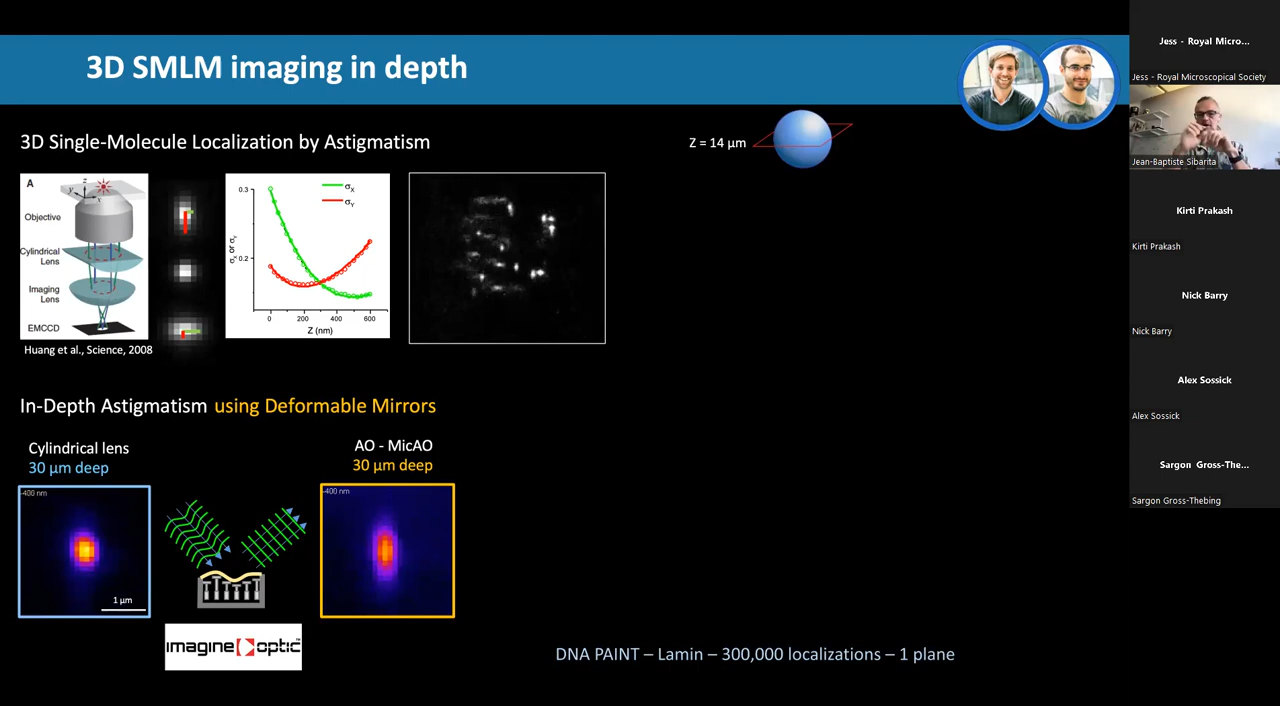 3D SMLM imaging in depth
3D Single-Molecule Localization by Astigmatism
Z = 14 µm
A
z
y
x
Objective
Cylindrical
Lens
Imaging
Lens
EMCCD
Huang et al., Science, 2008
σX
σY
σX or σY
0.3
0.2
0
200
400
600
Z (nm)
In-Depth Astigmatism using Deformable Mirrors
Cylindrical lens
30 µm deep
-400 nm
1 µm
AO - MicAO
30 µm deep
-400 nm
imagine optic™
DNA PAINT – Lamin – 300,000 localizations – 1 plane
Jess - Royal Micro...
Jess - Royal Microscopical Society
Jean-Baptiste Sibarita
Kirti Prakash
Kirti Prakash
Nick Barry
Nick Barry
Alex Sossick
Alex Sossick
Sargon Gross-The...
Sargon Gross-Thebing